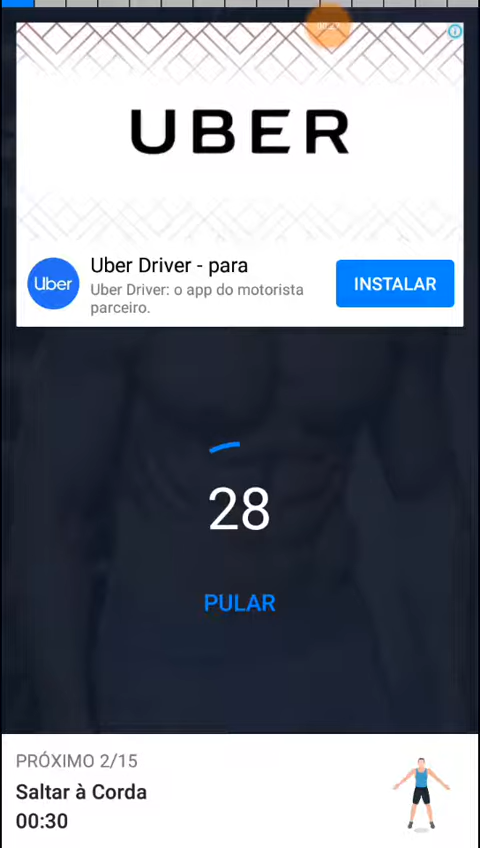 UBER
Uber
Uber Driver - para
Uber Driver: o app do motorista
parceiro.
INSTALAR
28
PULAR
PRÓXIMO 2/15
Saltar à Corda
00:30